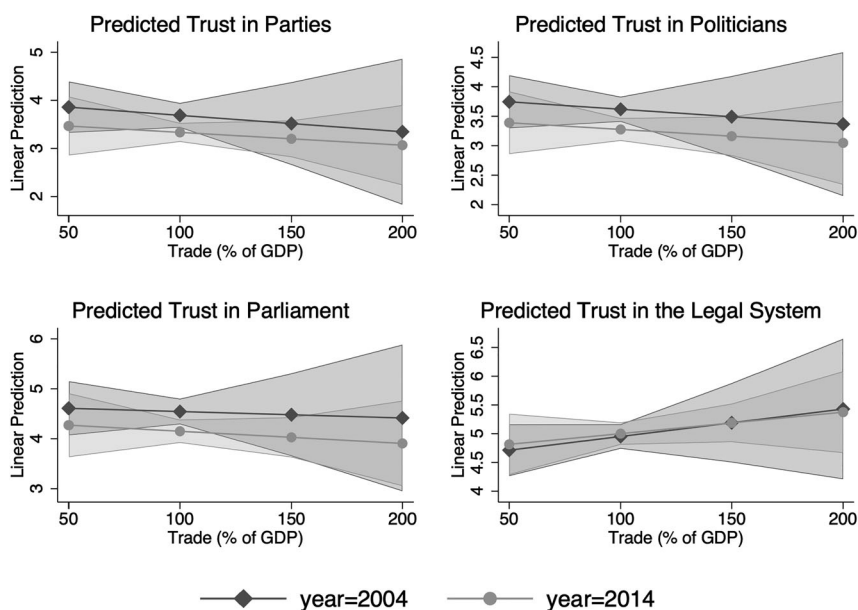 Predicted Trust in Parties
Linear Prediction
5
4
3
2
50 100 150 200
Trade (% of GDP)
Predicted Trust in Politicians
Linear Prediction
4.5
4
3.5
3
2.5
2
50 100 150 200
Trade (% of GDP)
Predicted Trust in Parliament
Linear Prediction
6
5
4
3
50 100 150 200
Trade (% of GDP)
Predicted Trust in the Legal System
Linear Prediction
6.5
6
5.5
5
4.5
4
50 100 150 200
Trade (% of GDP)
year=2004 year=2014